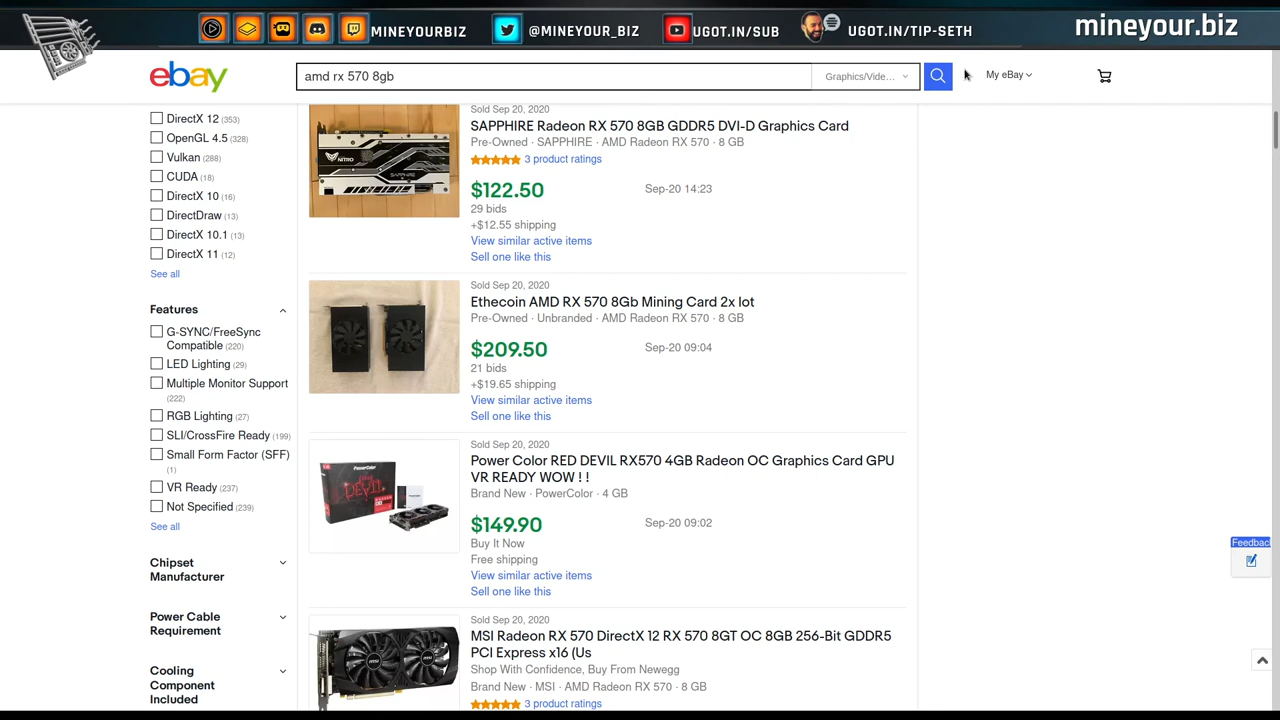 MINEYOURBIZ
@MINEYOUR_BIZ
UGOT.IN/SUB
UGOT.IN/TIP-SETH
mineyour.biz
ebay
amd rx 570 8gb
Graphics/Vide...
My eBay
DirectX 12 (353)
OpenGL 4.5 (328)
Vulkan (288)
CUDA (18)
DirectX 10 (16)
DirectDraw (13)
DirectX 10.1 (13)
DirectX 11 (12)
See all
Features
G-SYNC/FreeSync
Compatible (220)
LED Lighting (29)
Multiple Monitor Support
(222)
RGB Lighting (27)
SLI/CrossFire Ready (199)
Small Form Factor (SFF)
(1)
VR Ready (237)
Not Specified (239)
See all
Chipset
Manufacturer
Power Cable
Requirement
Cooling
Component
Included
Sold Sep 20, 2020
SAPPHIRE Radeon RX 570 8GB GDDR5 DVI-D Graphics Card
Pre-Owned · SAPPHIRE · AMD Radeon RX 570 · 8 GB
3 product ratings
$122.50
Sep-20 14:23
29 bids
+$12.55 shipping
View similar active items
Sell one like this
NITRO
SAPPHIRE
Sold Sep 20, 2020
Ethecoin AMD RX 570 8Gb Mining Card 2x lot
Pre-Owned · Unbranded · AMD Radeon RX 570 · 8 GB
$209.50
Sep-20 09:04
21 bids
+$19.65 shipping
View similar active items
Sell one like this
Sold Sep 20, 2020
Power Color RED DEVIL RX570 4GB Radeon OC Graphics Card GPU
VR READY WOW ! !
Brand New · PowerColor · 4 GB
$149.90
Sep-20 09:02
Buy It Now
Free shipping
View similar active items
Sell one like this
Sold Sep 20, 2020
MSI Radeon RX 570 DirectX 12 RX 570 8GT OC 8GB 256-Bit GDDR5
PCI Express x16 (Us
Shop With Confidence, Buy From Newegg
Brand New · MSI · AMD Radeon RX 570 · 8 GB
3 product ratings
Feedbac